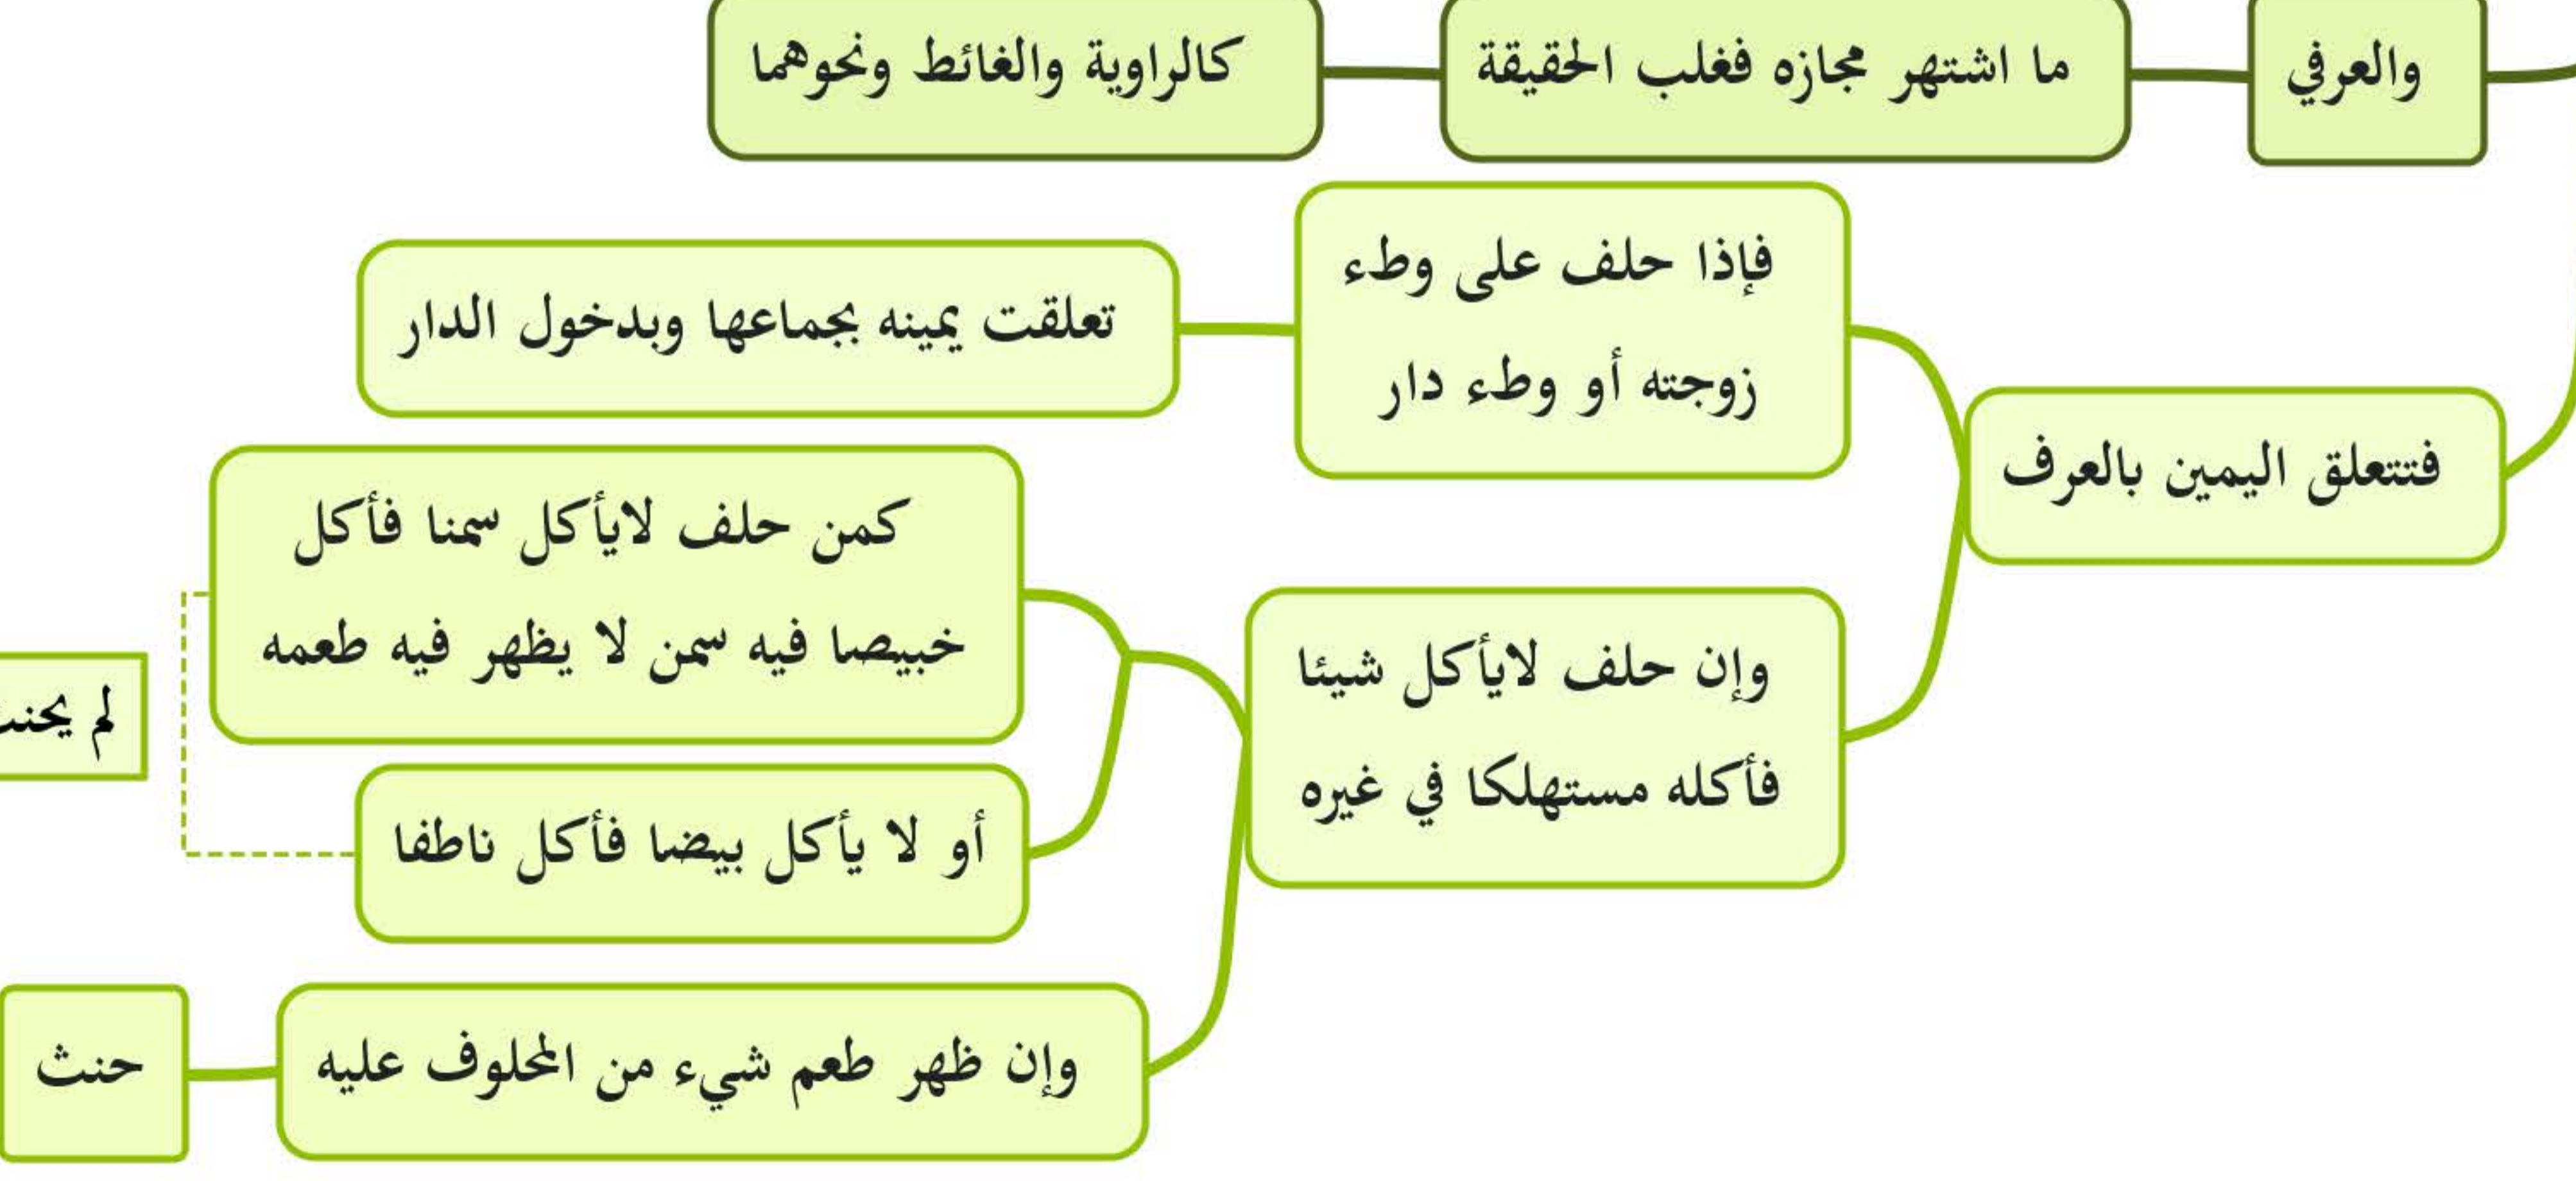 والعرفي
ما اشتهر مجازه فغلب الحقيقة
كالراوية والغائط ونحوهما
فتتعلق اليمين بالعرف
فإذا حلف على وطء
زوجته أو وطء دار
تعلقت يمينه بجماعها وبدخول الدار
وإن حلف لايأكل شيئا
فأكله مستهلكا في غيره
كمن حلف لايأكل سمنا فأكل
خبيصا فيه سمن لا يظهر فيه طعمه
أو لا يأكل بيضا فأكل ناطفا
لم
وإن ظهر طعم شيء من المحلوف عليه
حنث